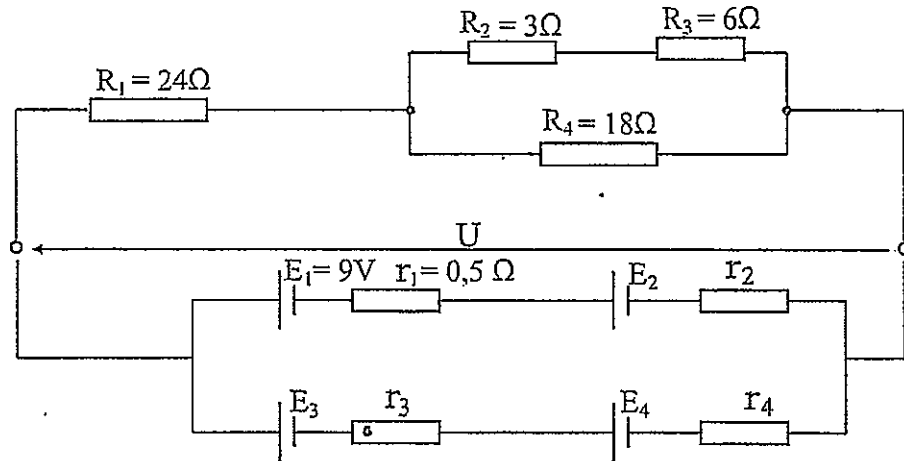 R₂ = 3Ω R₃ = 6Ω
R₁ = 24Ω
R₄ = 18Ω
U
E₁ = 9V r₁ = 0,5 Ω E₂ r₂
E₃ r₃ E₄ r₄